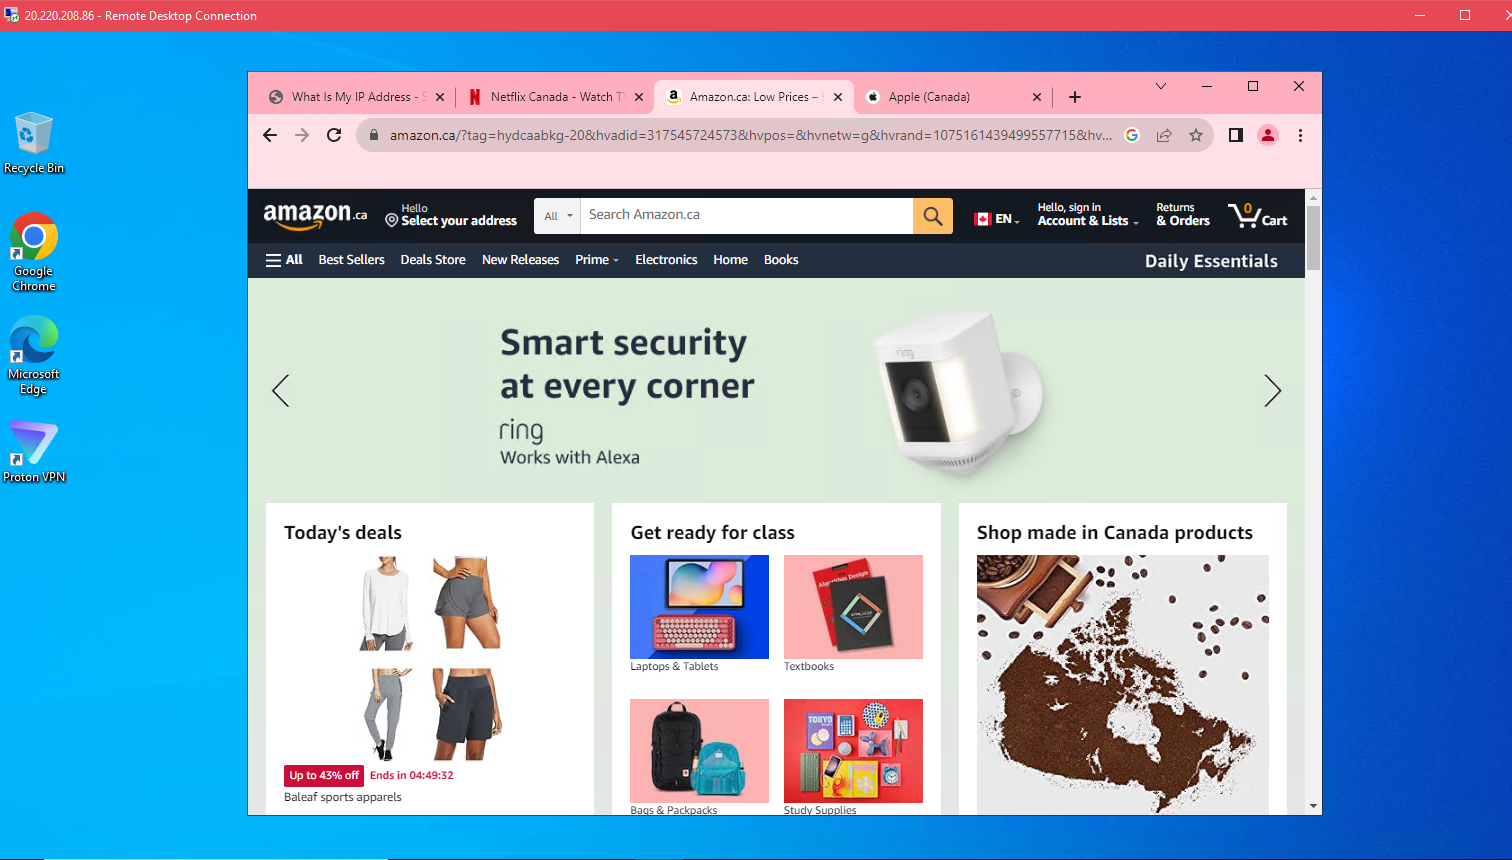 20.220.208.86 - Remote Desktop Connection
Recycle Bin
Google
Chrome
Microsoft
Edge
Proton VPN
What Is My IP Address - S
Netflix Canada - Watch TV
Amazon.ca: Low Prices –
Apple (Canada)
amazon.ca/?tag=hydcaabkg-20&hvadid=317545724573&hvpos=&hvnetw=g&hvrand=1075161439499557715&hv...
amazon.ca
Hello
Select your address
All
Search Amazon.ca
EN
Hello, sign in
Account & Lists
Returns
& Orders
0
Cart
All
Best Sellers
Deals Store
New Releases
Prime
Electronics
Home
Books
Daily Essentials
Smart security
at every corner
ring
Works with Alexa
ring
Today's deals
Up to 43% off
Ends in 04:49:32
Baleaf sports apparels
Get ready for class
Algorithm Design
Laptops & Tablets
Textbooks
TOKYO
Bags & Packpacks
Study Supplies
Shop made in Canada products